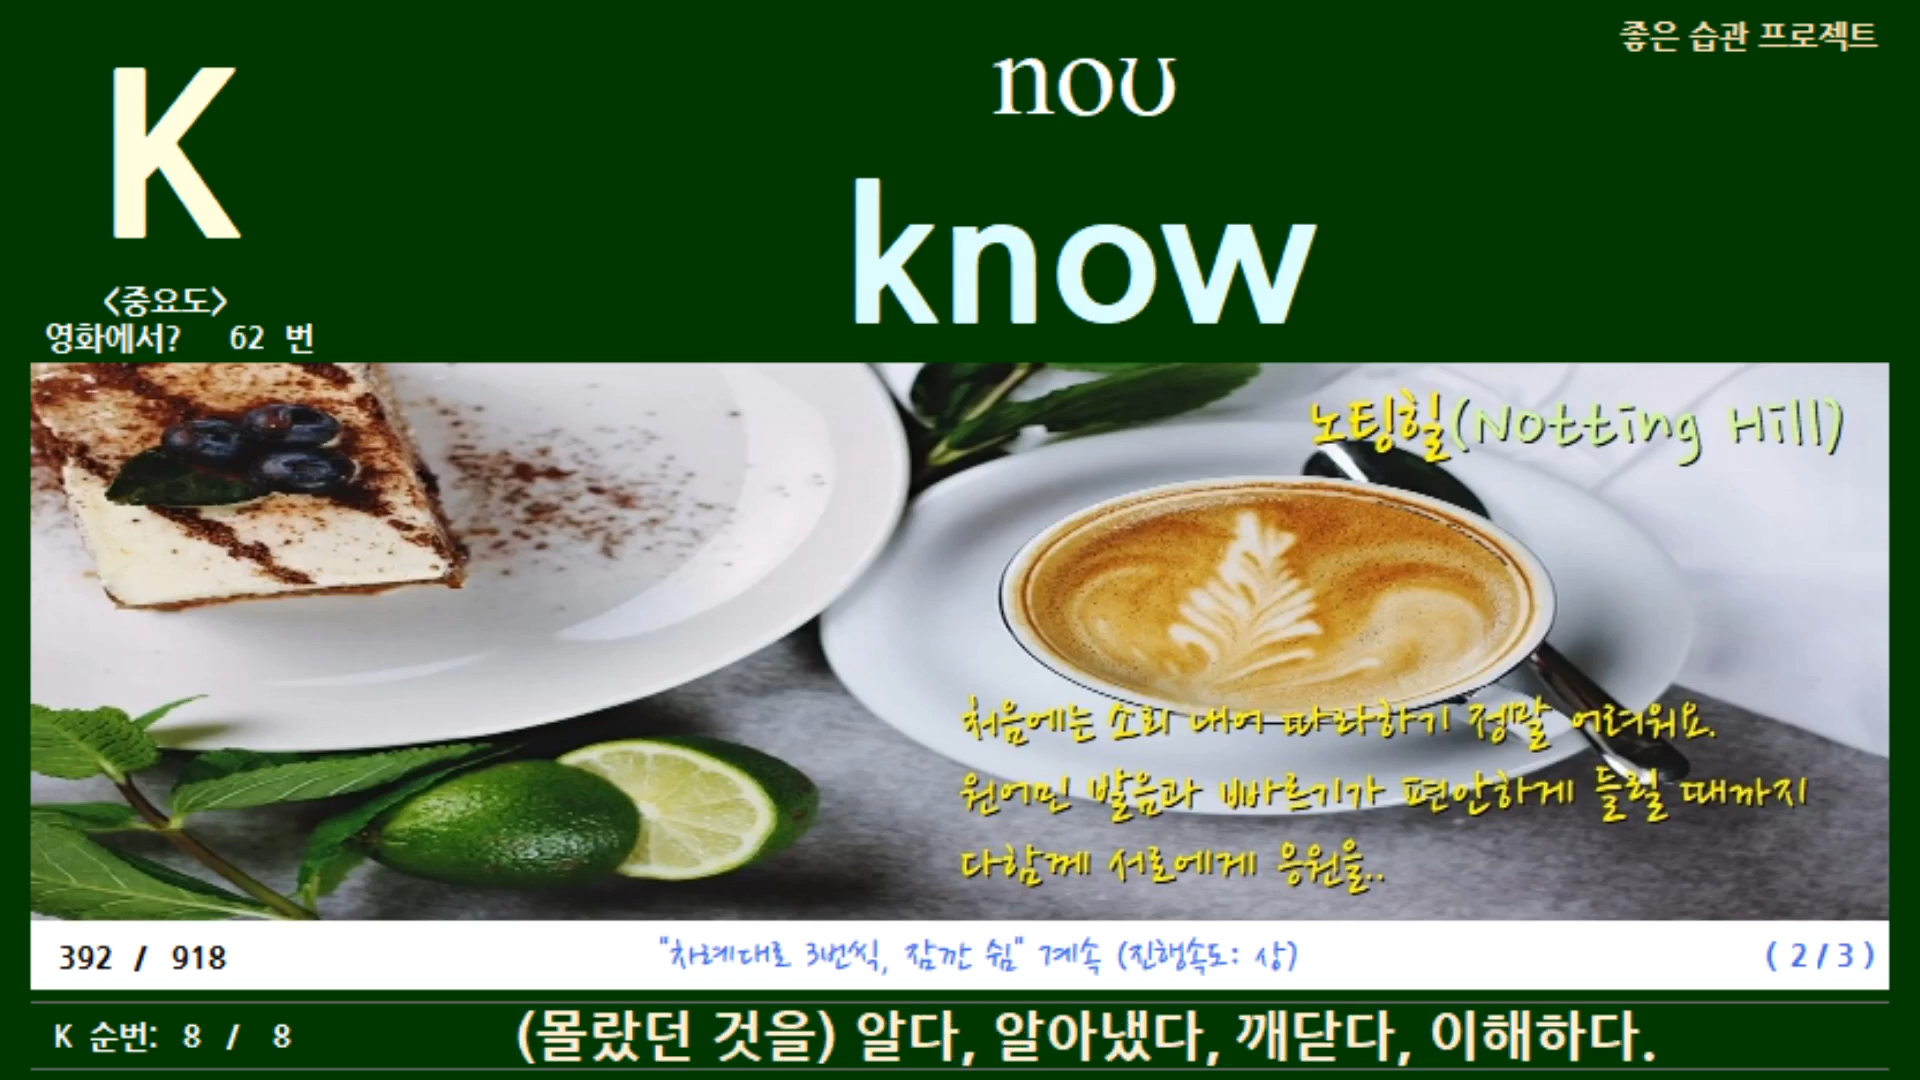 좋은 습관 프로젝트
K
noʊ
know
<중요도>
영화에서? 62 번
노팅힐(Notting Hill)
처음에는 소리 내어 따라하기 정말 어려워요.
원어민 발음과 빠르기가 편안하게 들릴 때까지
다함께 서로에게 응원을..
392 / 918
"차례대로 3번씩, 잠깐 쉼" 계속 (진행속도: 상)
( 2 / 3 )
K 순번: 8 / 8
(몰랐던 것을) 알다, 알아냈다, 깨닫다, 이해하다.